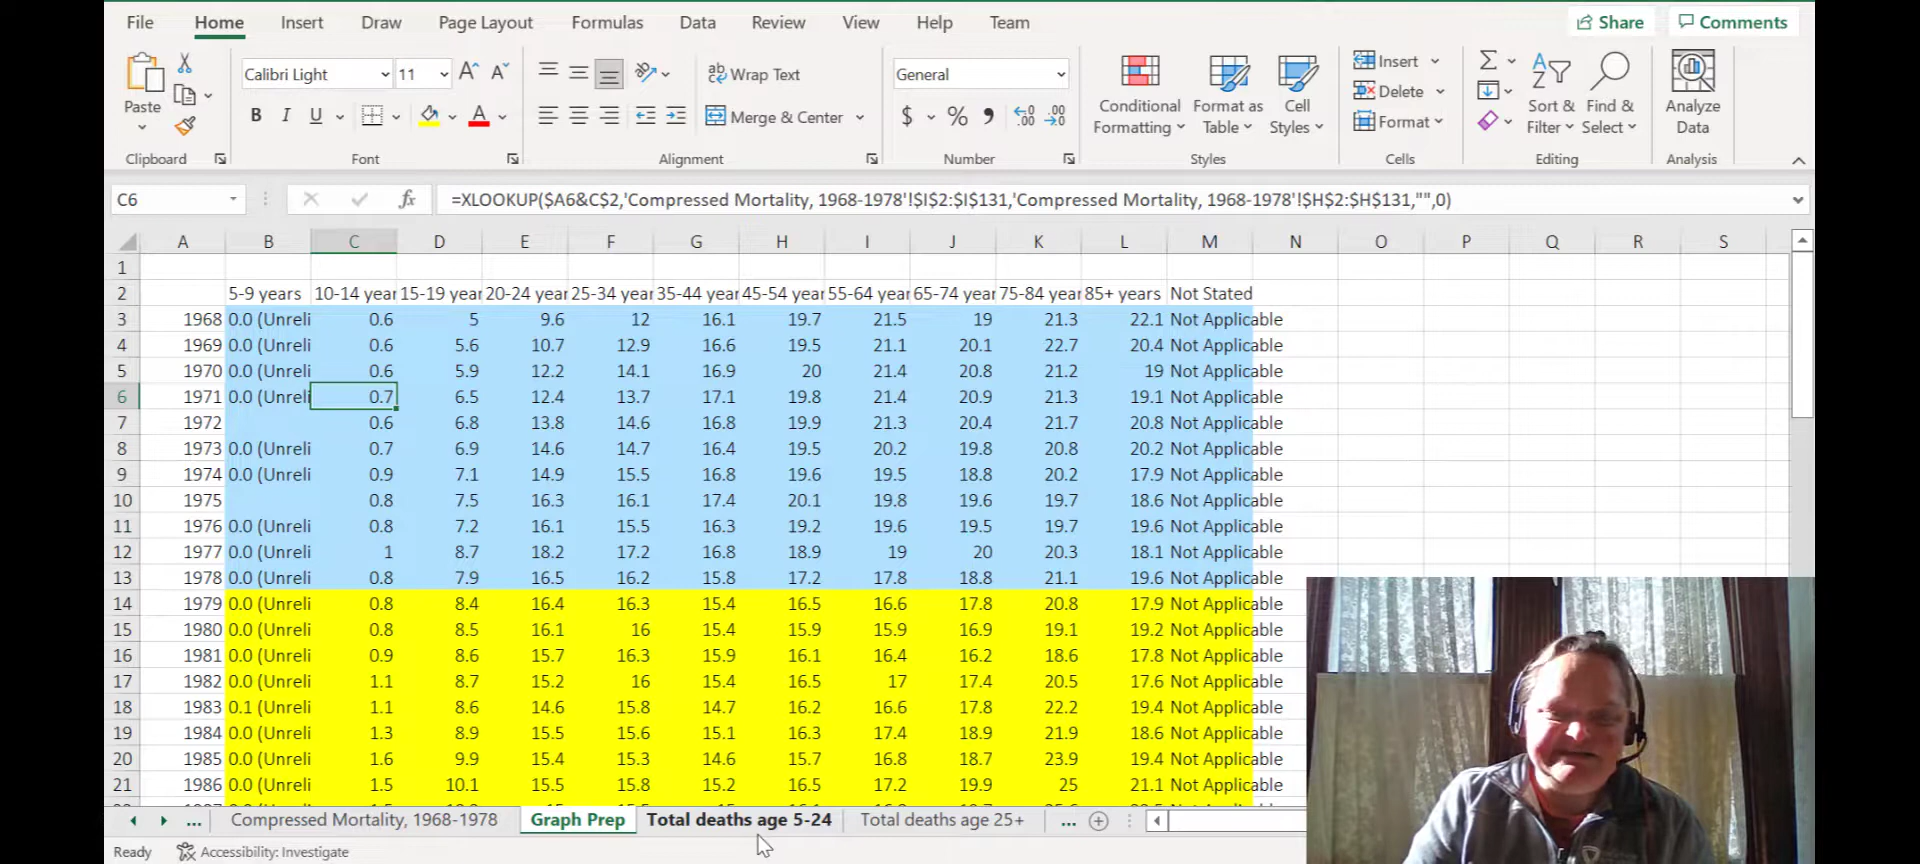 File Home Insert Draw Page Layout Formulas Data Review View Help Team Share Comments
Paste Calibri Light 11 Wrap Text General Conditional Formatting Format as Table Cell Styles Insert Delete Format Sort & Filter Find & Select Analyze Data
B I U A Merge & Center $ %
Clipboard Font Alignment Number Styles Cells Editing Analysis
C6 fx =XLOOKUP($A6&C$2,'Compressed Mortality, 1968-1978'!$I$2:$I$131,'Compressed Mortality, 1968-1978'!$H$2:$H$131,"",0)
A B C D E F G H I J K L M N O P Q R S
1
2 5-9 years 10-14 year 15-19 year 20-24 year 25-34 year 35-44 year 45-54 year 55-64 year 65-74 year 75-84 year 85+ years Not Stated
3 1968 0.0 (Unreli 0.6 5 9.6 12 16.1 19.7 21.5 19 21.3 22.1 Not Applicable
4 1969 0.0 (Unreli 0.6 5.6 10.7 12.9 16.6 19.5 21.1 20.1 22.7 20.4 Not Applicable
5 1970 0.0 (Unreli 0.6 5.9 12.2 14.1 16.9 20 21.4 20.8 21.2 19 Not Applicable
6 1971 0.0 (Unreli 0.7 6.5 12.4 13.7 17.1 19.8 21.4 20.9 21.3 19.1 Not Applicable
7 1972 0.6 6.8 13.8 14.6 16.8 19.9 21.3 20.4 21.7 20.8 Not Applicable
8 1973 0.0 (Unreli 0.7 6.9 14.6 14.7 16.4 19.5 20.2 19.8 20.8 20.2 Not Applicable
9 1974 0.0 (Unreli 0.9 7.1 14.9 15.5 16.8 19.6 19.5 18.8 20.2 17.9 Not Applicable
10 1975 0.8 7.5 16.3 16.1 17.4 20.1 19.8 19.6 19.7 18.6 Not Applicable
11 1976 0.0 (Unreli 0.8 7.2 16.1 15.5 16.3 19.2 19.6 19.5 19.7 19.6 Not Applicable
12 1977 0.0 (Unreli 1 8.7 18.2 17.2 16.8 18.9 19 20 20.3 18.1 Not Applicable
13 1978 0.0 (Unreli 0.8 7.9 16.5 16.2 15.8 17.2 17.8 18.8 21.1 19.6 Not Applicable
14 1979 0.0 (Unreli 0.8 8.4 16.4 16.3 15.4 16.5 16.6 17.8 20.8 17.9 Not Applicable
15 1980 0.0 (Unreli 0.8 8.5 16.1 16 15.4 15.9 15.9 16.9 19.1 19.2 Not Applicable
16 1981 0.0 (Unreli 0.9 8.6 15.7 16.3 15.9 16.1 16.4 16.2 18.6 17.8 Not Applicable
17 1982 0.0 (Unreli 1.1 8.7 15.2 16 15.4 16.5 17 17.4 20.5 17.6 Not Applicable
18 1983 0.1 (Unreli 1.1 8.6 14.6 15.8 14.7 16.2 16.6 17.8 22.2 19.4 Not Applicable
19 1984 0.0 (Unreli 1.3 8.9 15.5 15.6 15.1 16.3 17.4 18.9 21.9 18.6 Not Applicable
20 1985 0.0 (Unreli 1.6 9.9 15.4 15.3 14.6 15.7 16.8 18.7 23.9 19.4 Not Applicable
21 1986 0.0 (Unreli 1.5 10.1 15.5 15.8 15.2 16.5 17.2 19.9 25 21.1 Not Applicable
... Compressed Mortality, 1968-1978 Graph Prep Total deaths age 5-24 Total deaths age 25+ ...
Ready Accessibility: Investigate